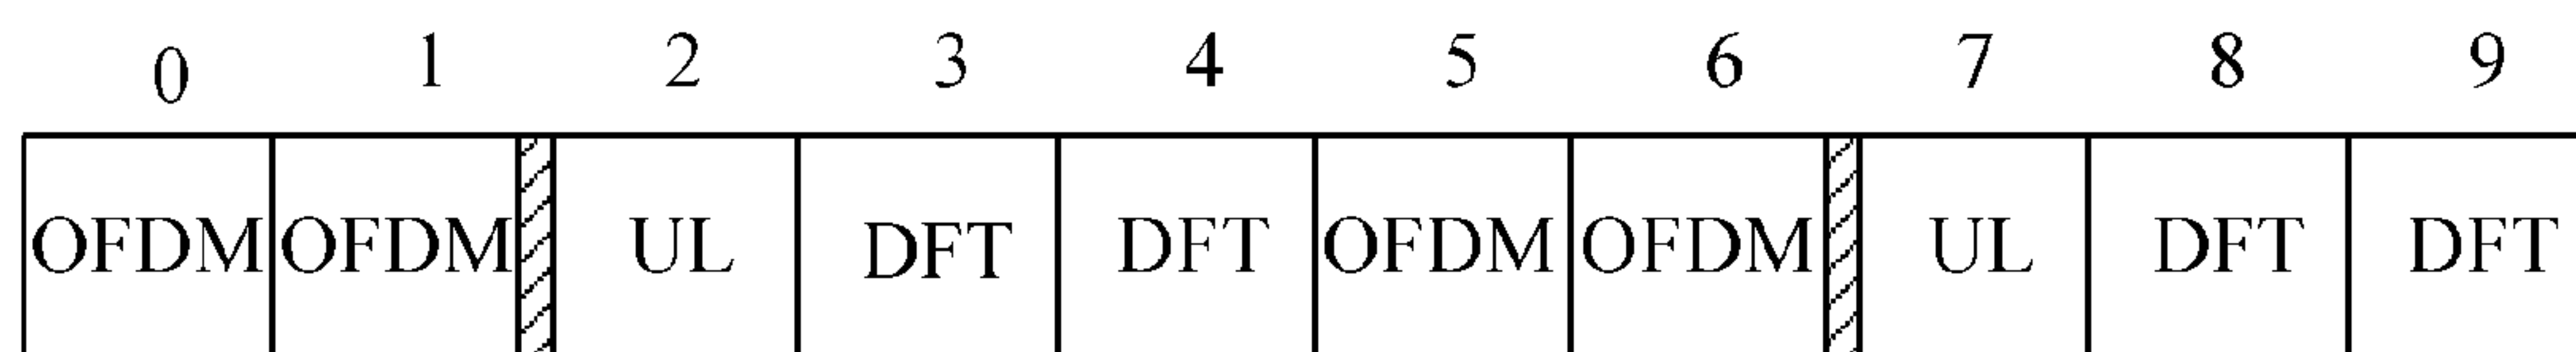 0 1 2 3 4 5 6 7 8 9
OFDM OFDM UL DFT DFT OFDM OFDM UL DFT DFT